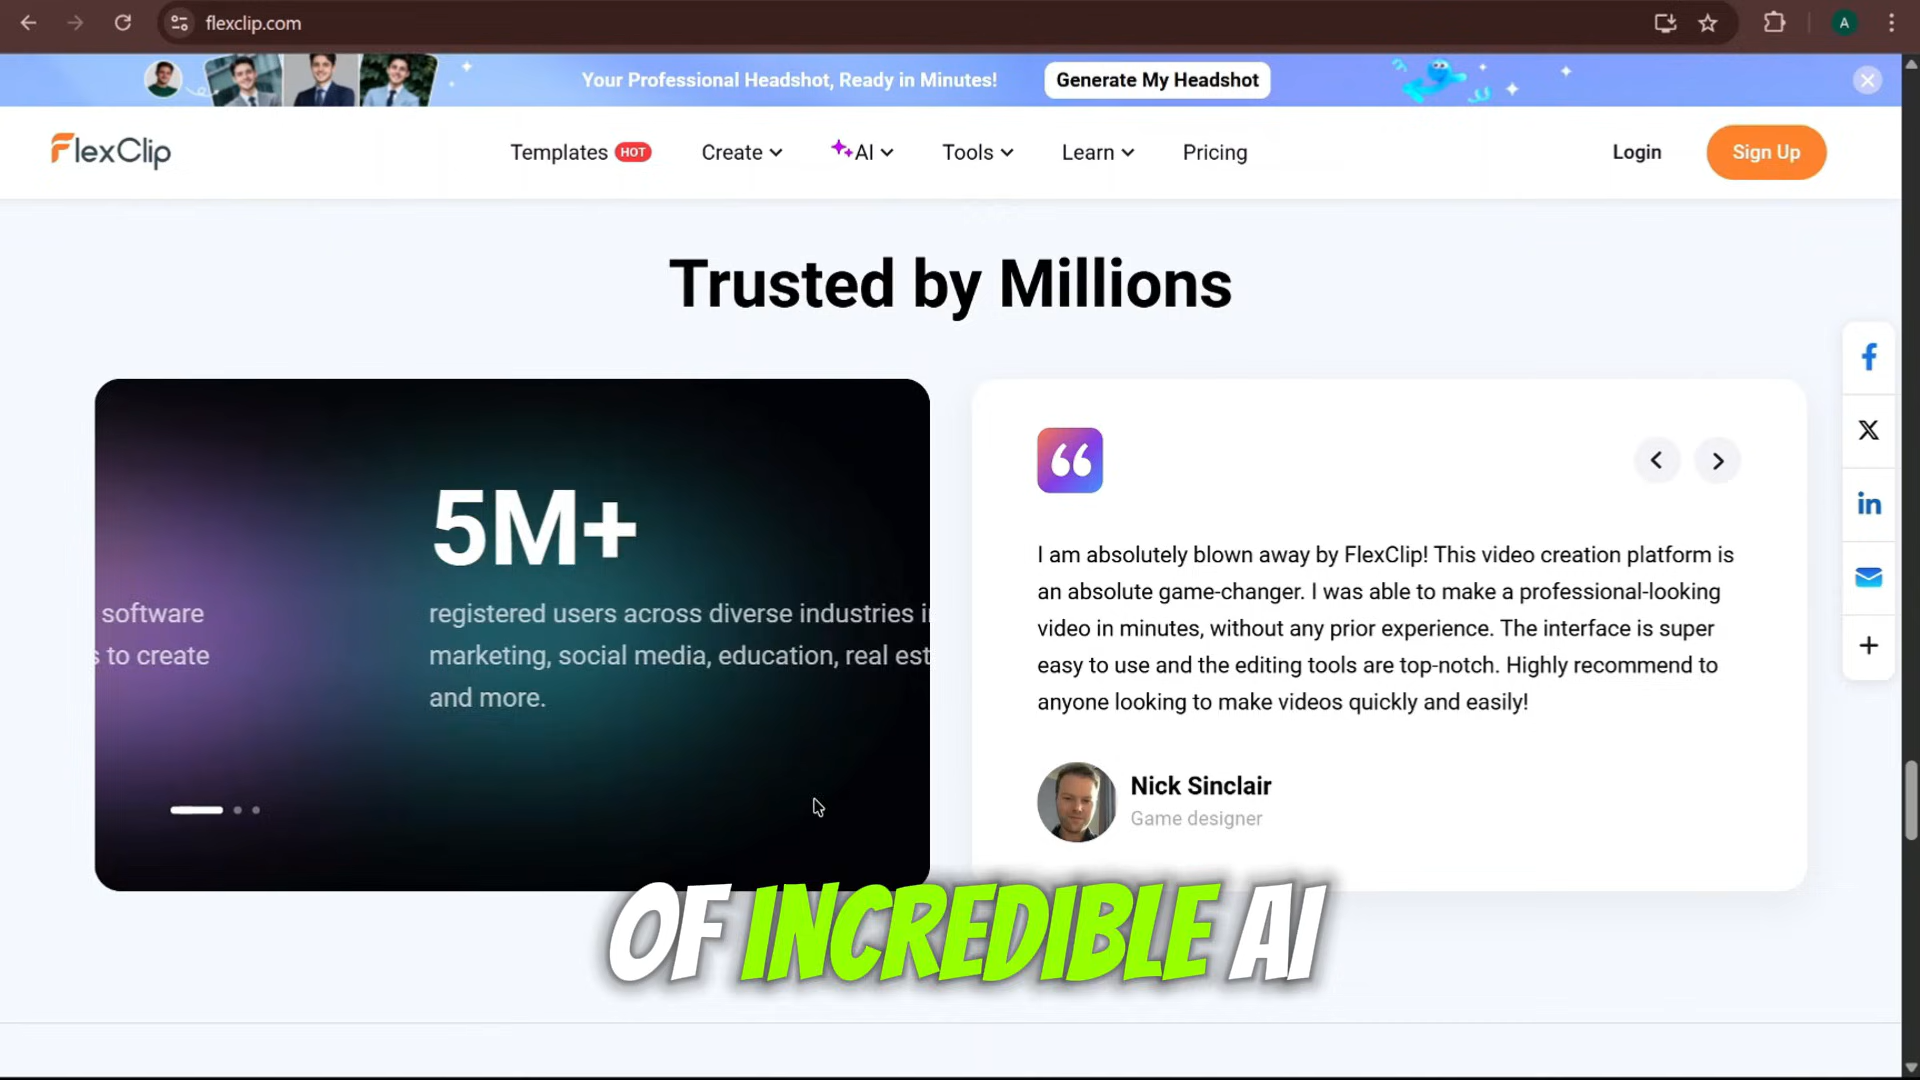 flexclip.com
A
Your Professional Headshot, Ready in Minutes!
Generate My Headshot
FlexClip
Templates HOT
Create
AI
Tools
Learn
Pricing
Login
Sign Up
Trusted by Millions
5M+
software
registered users across diverse industries i
s to create
marketing, social media, education, real est
and more.
I am absolutely blown away by FlexClip! This video creation platform is
an absolute game-changer. I was able to make a professional-looking
video in minutes, without any prior experience. The interface is super
easy to use and the editing tools are top-notch. Highly recommend to
anyone looking to make videos quickly and easily!
Nick Sinclair
Game designer
OF INCREDIBLE AI